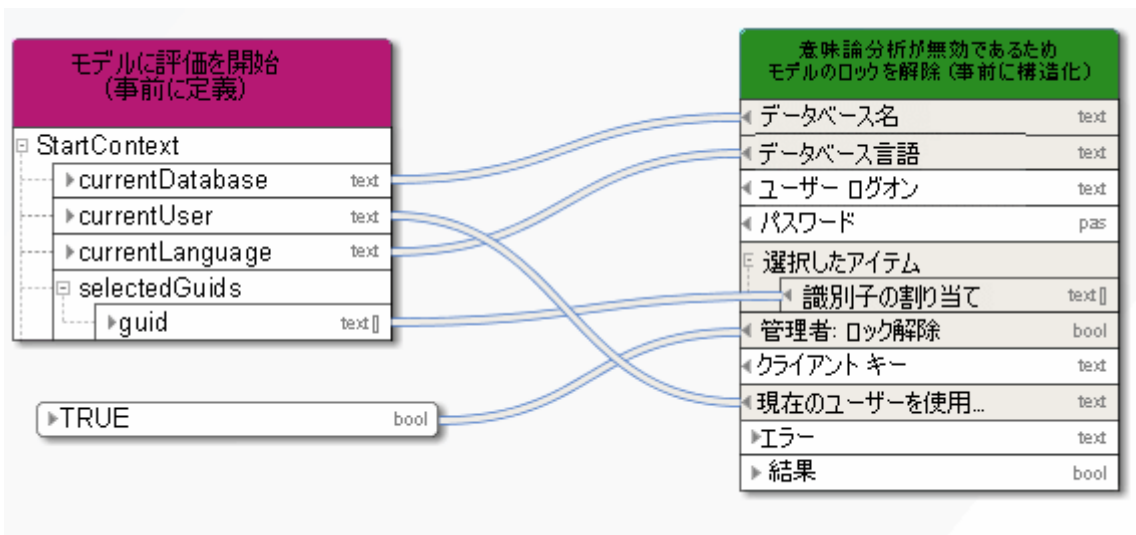 モデルに評価を開始
(事前に定義)
StartContext
currentDatabase text
currentUser text
currentLanguage text
selectedGuids
guid text[]
TRUE bool
意味論分析が無効であるため
モデルのロックを解除 (事前に構造化)
データベース名 text
データベース言語 text
ユーザー ログオン text
パスワード pas
選択したアイテム
識別子の割り当て text[]
管理者: ロック解除 bool
クライアント キー text
現在のユーザーを使用... text
エラー text
結果 bool